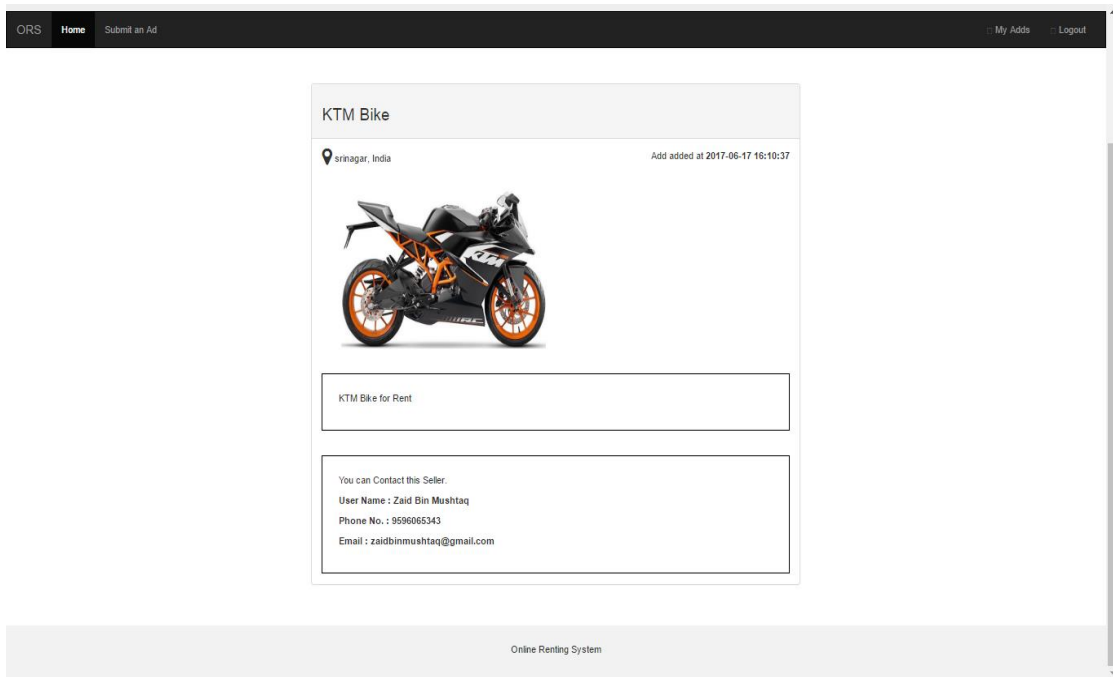 ORS Home Submit an Ad My Adds Logout
KTM Bike
srinagar, India Add added at 2017-06-17 16:10:37
KTM
RC
KTM Bike for Rent
You can Contact this Seller.
User Name : Zaid Bin Mushtaq
Phone No. : 9596065343
Email : zaidbinmushtaq@gmail.com
Online Renting System